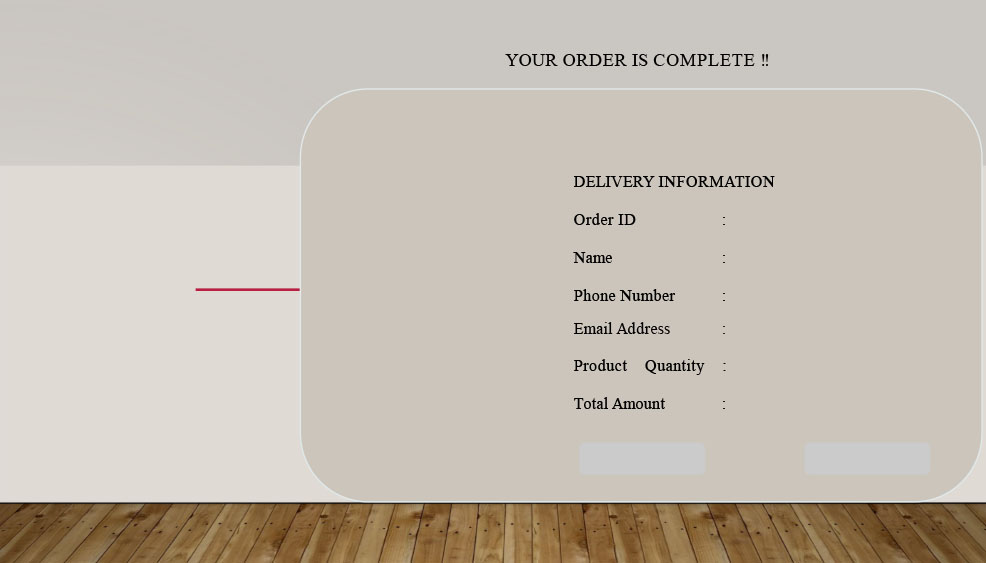 YOUR ORDER IS COMPLETE !!
DELIVERY INFORMATION
Order ID :
Name :
Phone Number :
Email Address :
Product Quantity :
Total Amount :